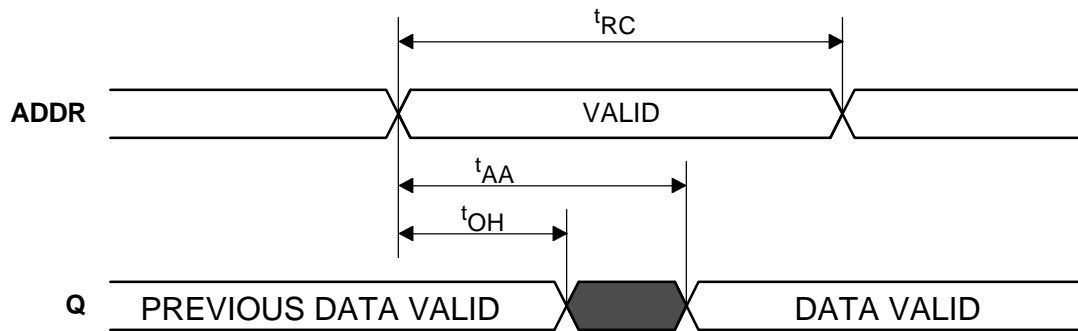 tRC
ADDR VALID
tAA
tOH
Q PREVIOUS DATA VALID DATA VALID